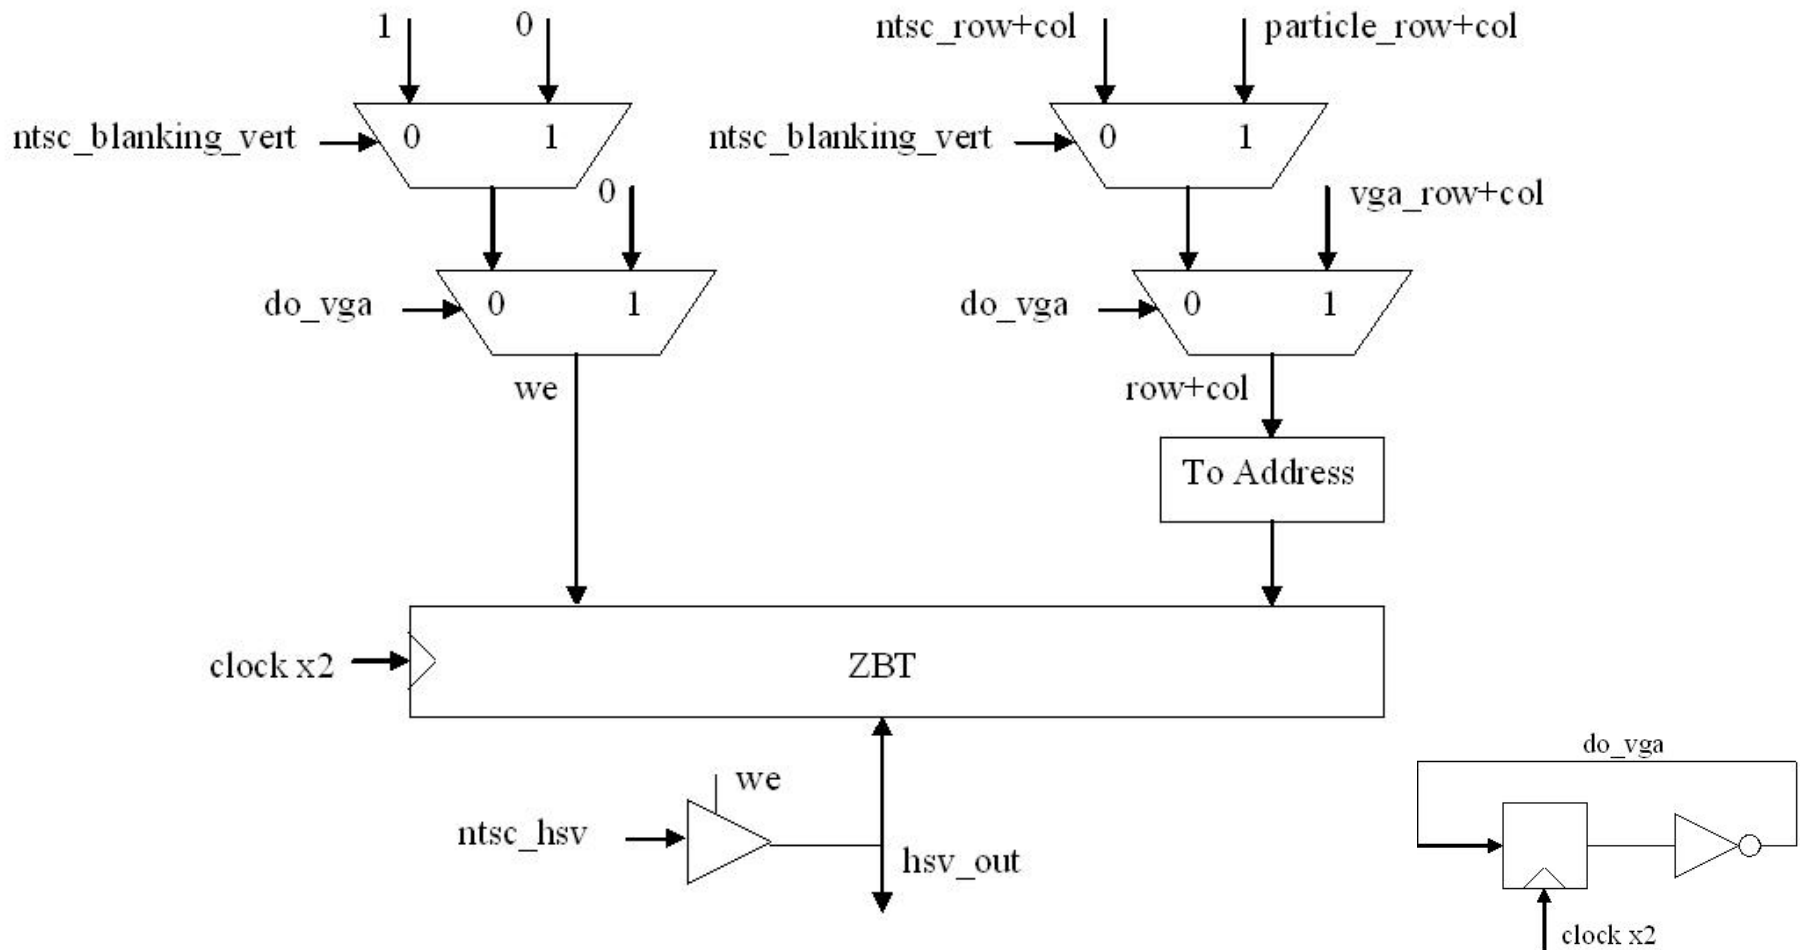 1 0 ntsc_row+col particle_row+col
ntsc_blanking_vert 0 1 ntsc_blanking_vert 0 1
0 vga_row+col
do_vga 0 1 do_vga 0 1
we row+col
To Address
clock x2 ZBT
do_vga
we
ntsc_hsv
hsv_out
clock x2